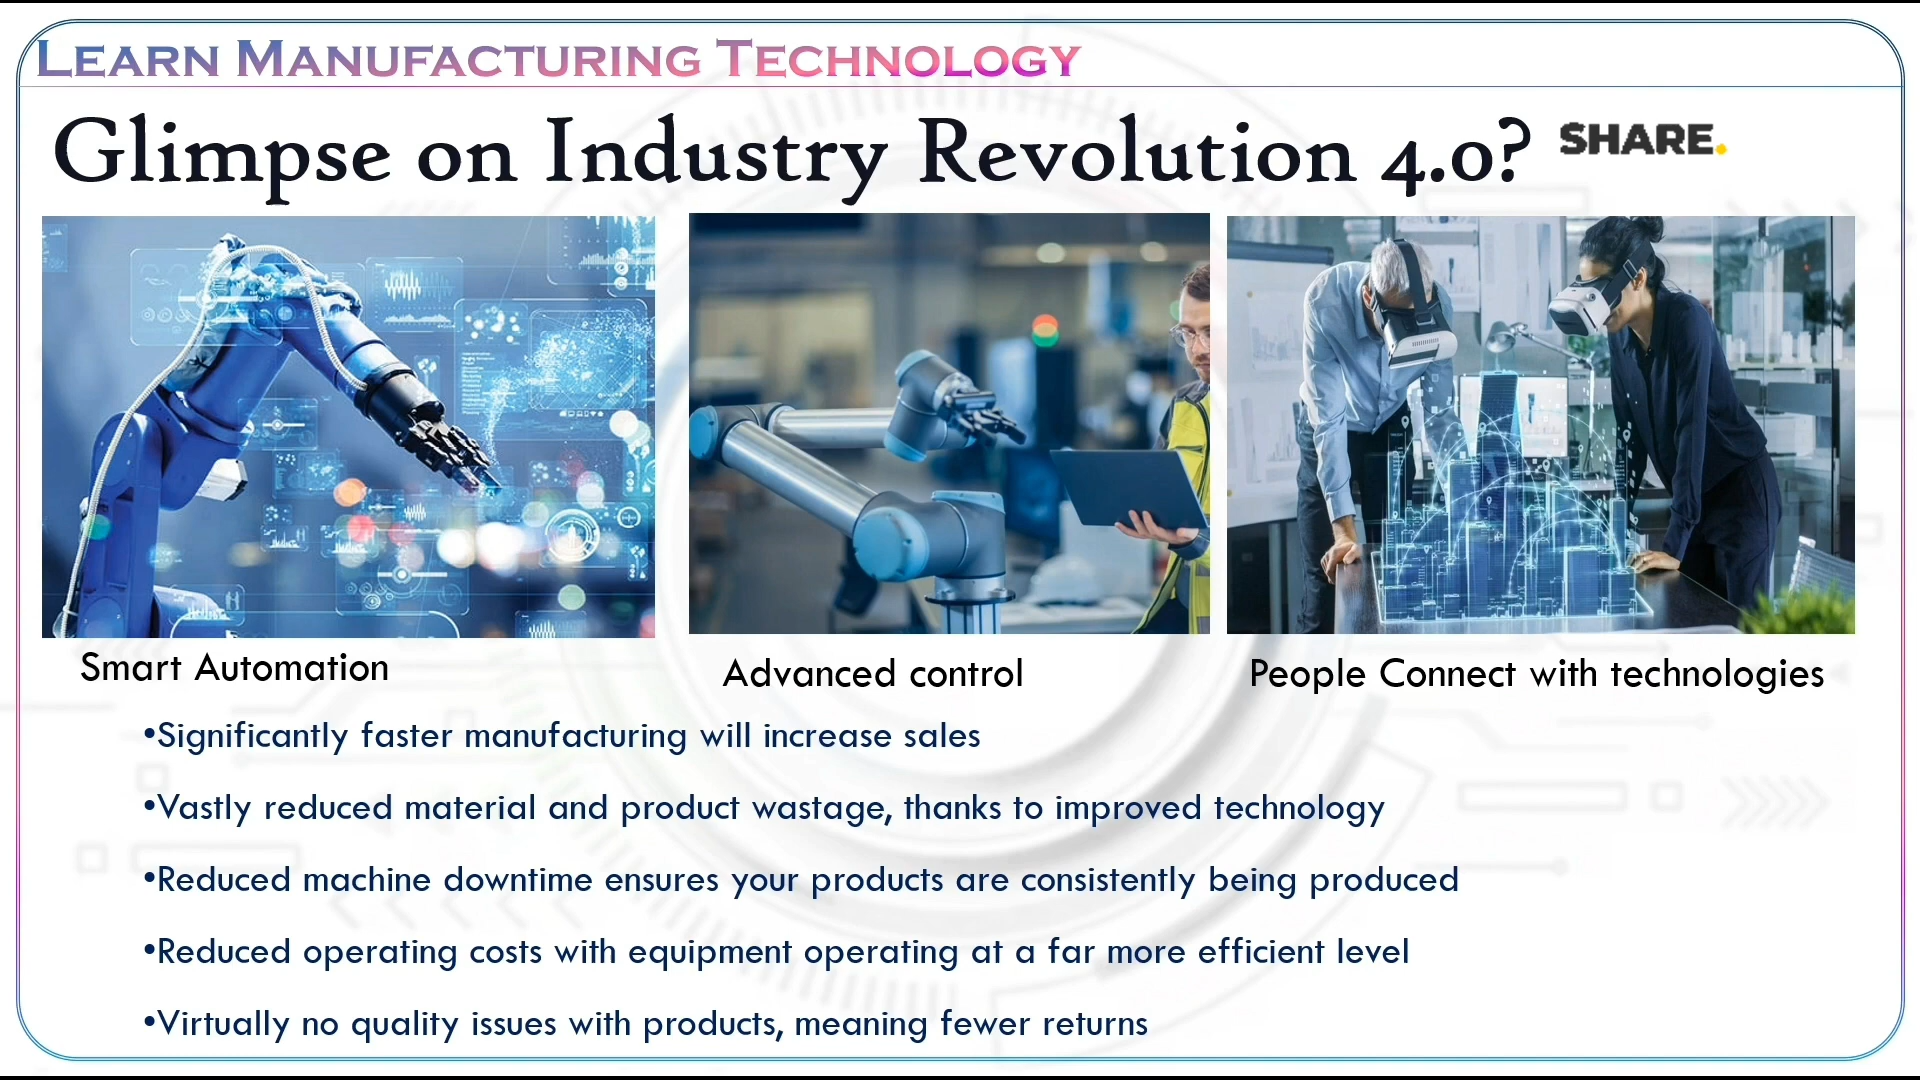 LEARN MANUFACTURING TECHNOLOGY
Glimpse on Industry Revolution 4.0?
SHARE.
Smart Automation
Advanced control
People Connect with technologies
•Significantly faster manufacturing will increase sales
•Vastly reduced material and product wastage, thanks to improved technology
•Reduced machine downtime ensures your products are consistently being produced
•Reduced operating costs with equipment operating at a far more efficient level
•Virtually no quality issues with products, meaning fewer returns